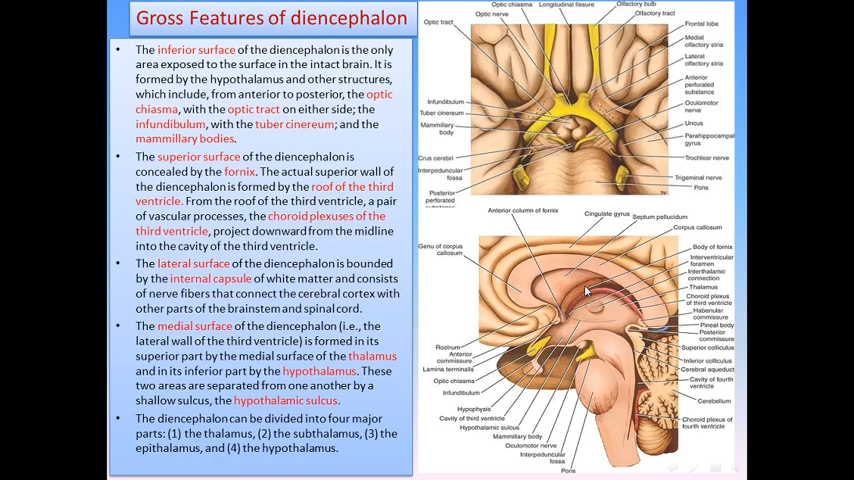 Gross Features of diencephalon
• The inferior surface of the diencephalon is the only
area exposed to the surface in the intact brain. It is
formed by the hypothalamus and other structures,
which include, from anterior to posterior, the optic
chiasma, with the optic tract on either side; the
infundibulum, with the tuber cinereum; and the
mammillary bodies.
• The superior surface of the diencephalon is
concealed by the fornix. The actual superior wall of
the diencephalon is formed by the roof of the third
ventricle. From the roof of the third ventricle, a pair
of vascular processes, the choroid plexuses of the
third ventricle, project downward from the midline
into the cavity of the third ventricle.
• The lateral surface of the diencephalon is bounded
by the internal capsule of white matter and consists
of nerve fibers that connect the cerebral cortex with
other parts of the brainstem and spinal cord.
• The medial surface of the diencephalon (i.e., the
lateral wall of the third ventricle) is formed in its
superior part by the medial surface of the thalamus
and in its inferior part by the hypothalamus. These
two areas are separated from one another by a
shallow sulcus, the hypothalamic sulcus.
• The diencephalon can be divided into four major
parts: (1) the thalamus, (2) the subthalamus, (3) the
epithalamus, and (4) the hypothalamus.
Optic chiasma
Longitudinal fissure
Olfactory bulb
Optic nerve
Olfactory tract
Optic tract
Frontal lobe
Medial
olfactory stria
Lateral
olfactory stria
Anterior
perforated
substance
Infundibulum
Oculomotor
nerve
Tuber cinereum
Uncus
Mammillary
body
Parahippocampal
gyrus
Crus cerebri
Trochlear nerve
Interpeduncular
fossa
Trigeminal nerve
Pons
Posterior
perforated
Anterior column of fornix
Cingulate gyrus
Septum pellucidum
Corpus callosum
Genu of corpus
callosum
Body of fornix
Interventricular
foramen
Interthalamic
connection
Thalamus
Choroid plexus
of third ventricle
Habenular
commissure
Pineal body
Posterior
commissure
Superior colliculus
Rostrum
Anterior
commissure
Inferior colliculus
Lamina terminalis
Cerebral aqueduct
Optic chiasma
Cavity of fourth
ventricle
Infundibulum
Cerebellum
Hypophysis
Cavity of third ventricle
Choroid plexus of
fourth ventricle
Hypothalamic sulcus
Mammillary body
Oculomotor nerve
Interpeduncular
fossa
Pons